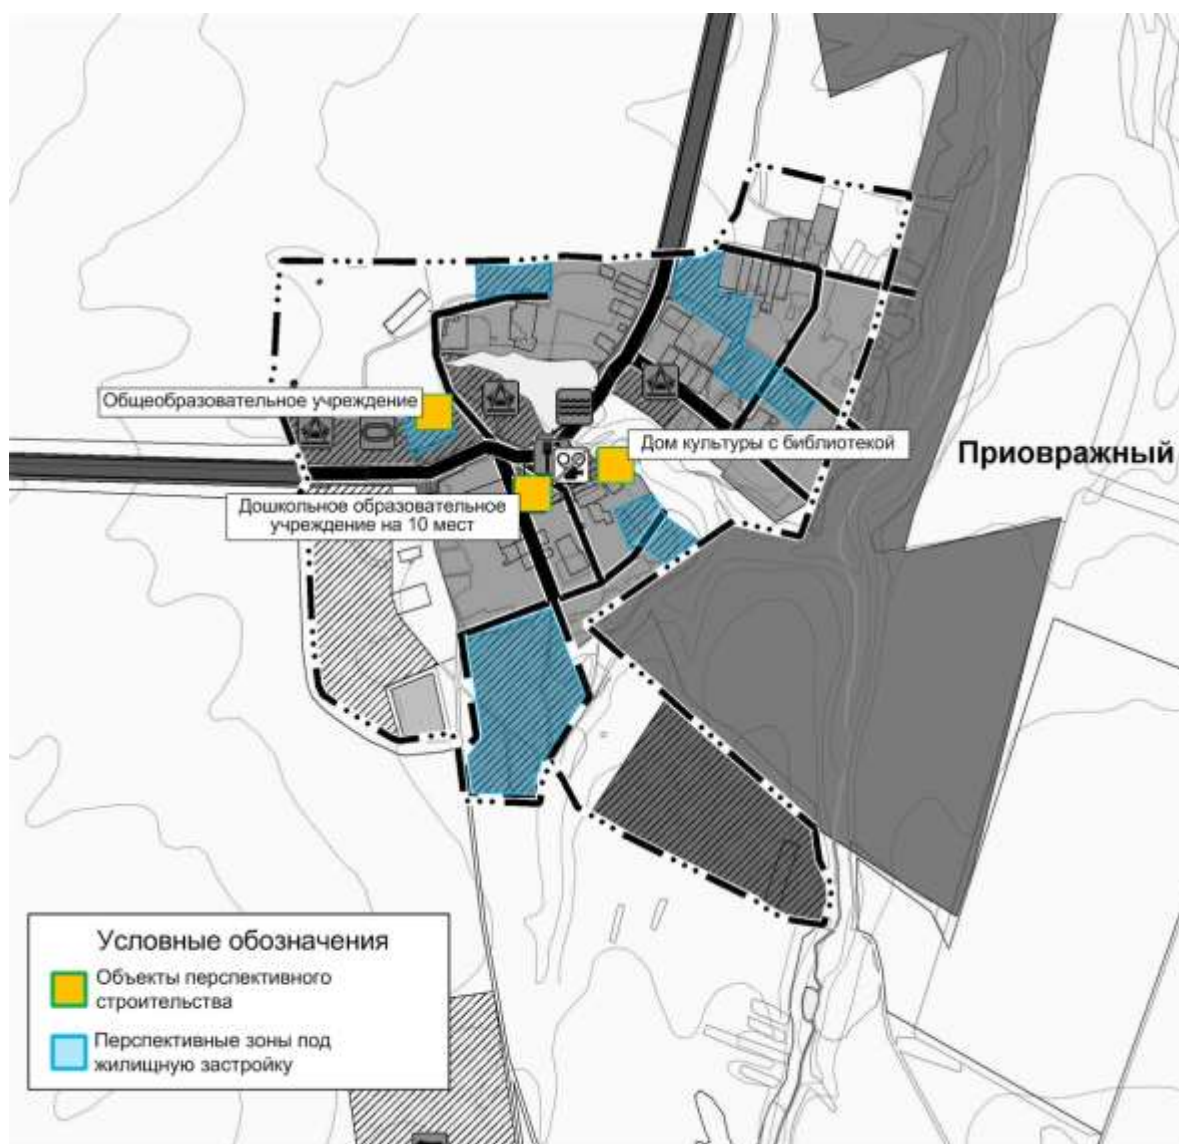 Общеобразовательное учреждение
Дом культуры с библиотекой
Приовражный
Дошкольное образовательное
учреждение на 10 мест
Условные обозначения
Объекты перспективного
строительства
Перспективные зоны под
жилищную застройку